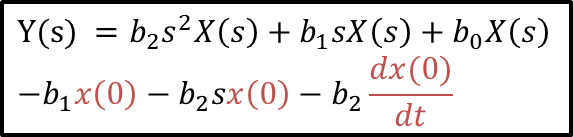 Y(s) = b₂s²X(s) + b₁sX(s) + b₀X(s)
−b₁x(0) − b₂sx(0) − b₂ dx(0)/dt